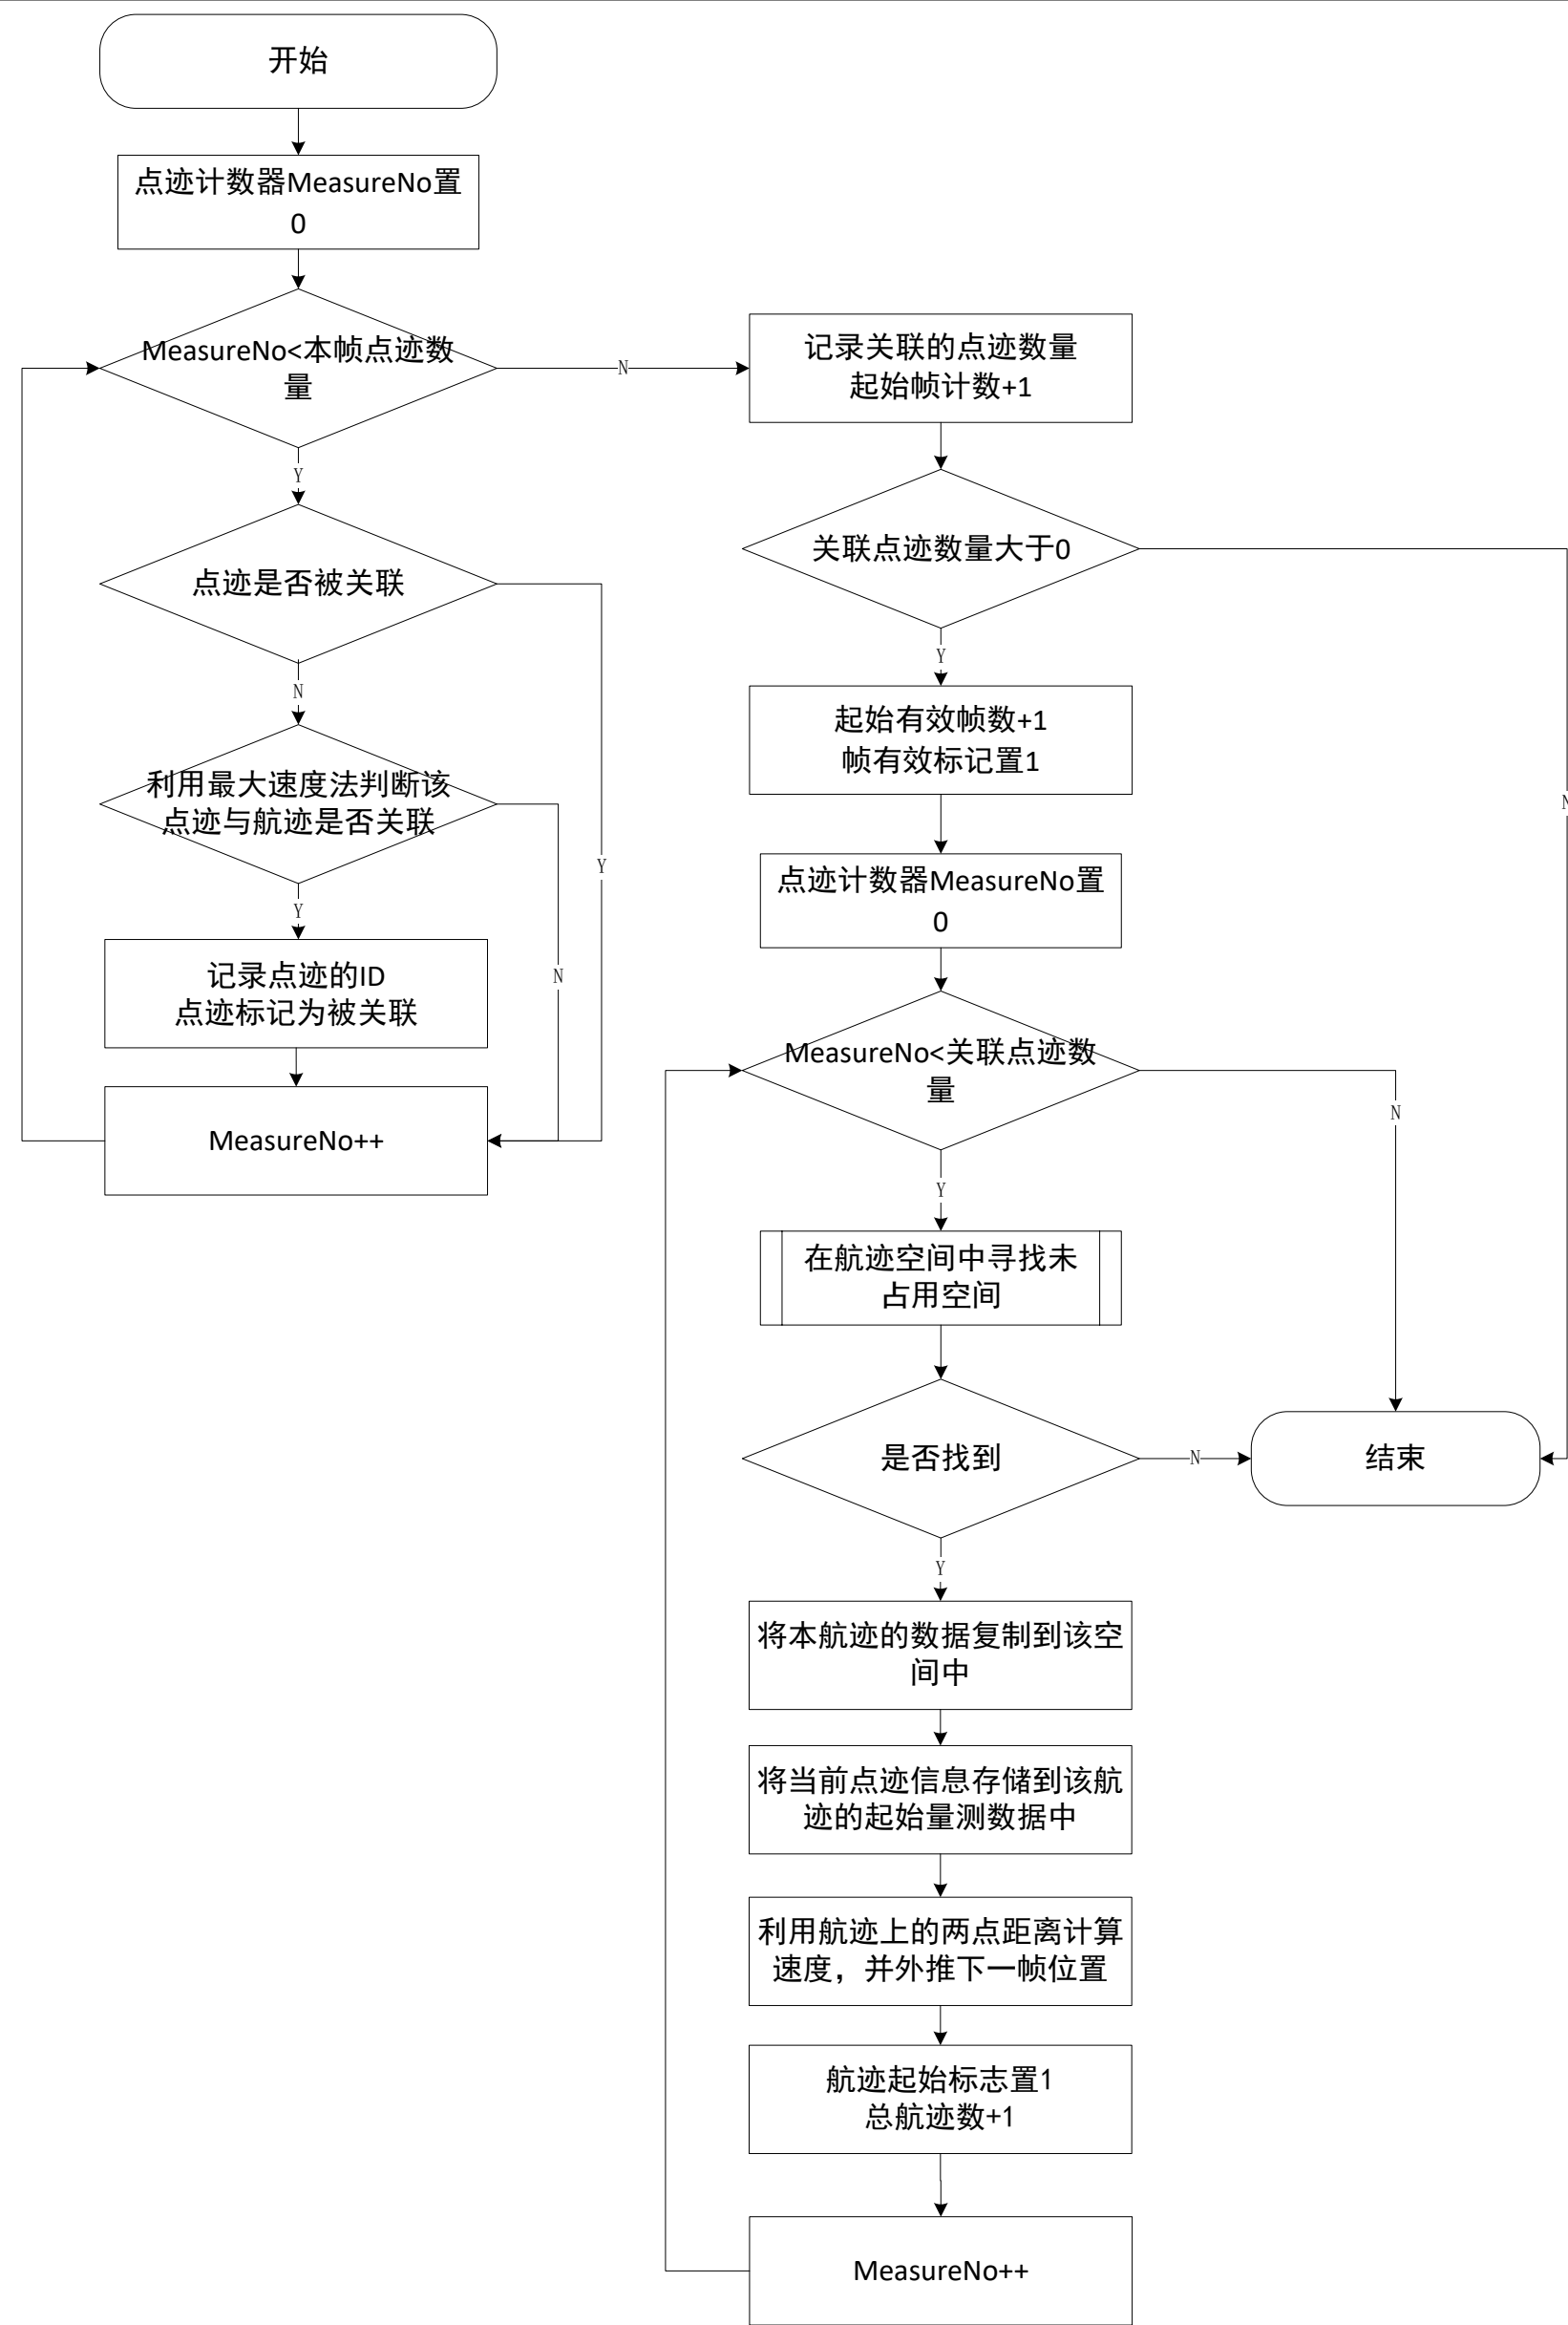 开始
点迹计数器MeasureNo置
0
MeasureNo<本帧点迹数
量
N
Y
点迹是否被关联
N
利用最大速度法判断该
点迹与航迹是否关联
Y
Y
记录点迹的ID
点迹标记为被关联
N
MeasureNo++
记录关联的点迹数量
起始帧计数+1
关联点迹数量大于0
Y
起始有效帧数+1
帧有效标记置1
N
点迹计数器MeasureNo置
0
MeasureNo<关联点迹数
量
N
Y
在航迹空间中寻找未
占用空间
是否找到
N
结束
Y
将本航迹的数据复制到该空
间中
将当前点迹信息存储到该航
迹的起始量测数据中
利用航迹上的两点距离计算
速度，并外推下一帧位置
航迹起始标志置1
总航迹数+1
MeasureNo++